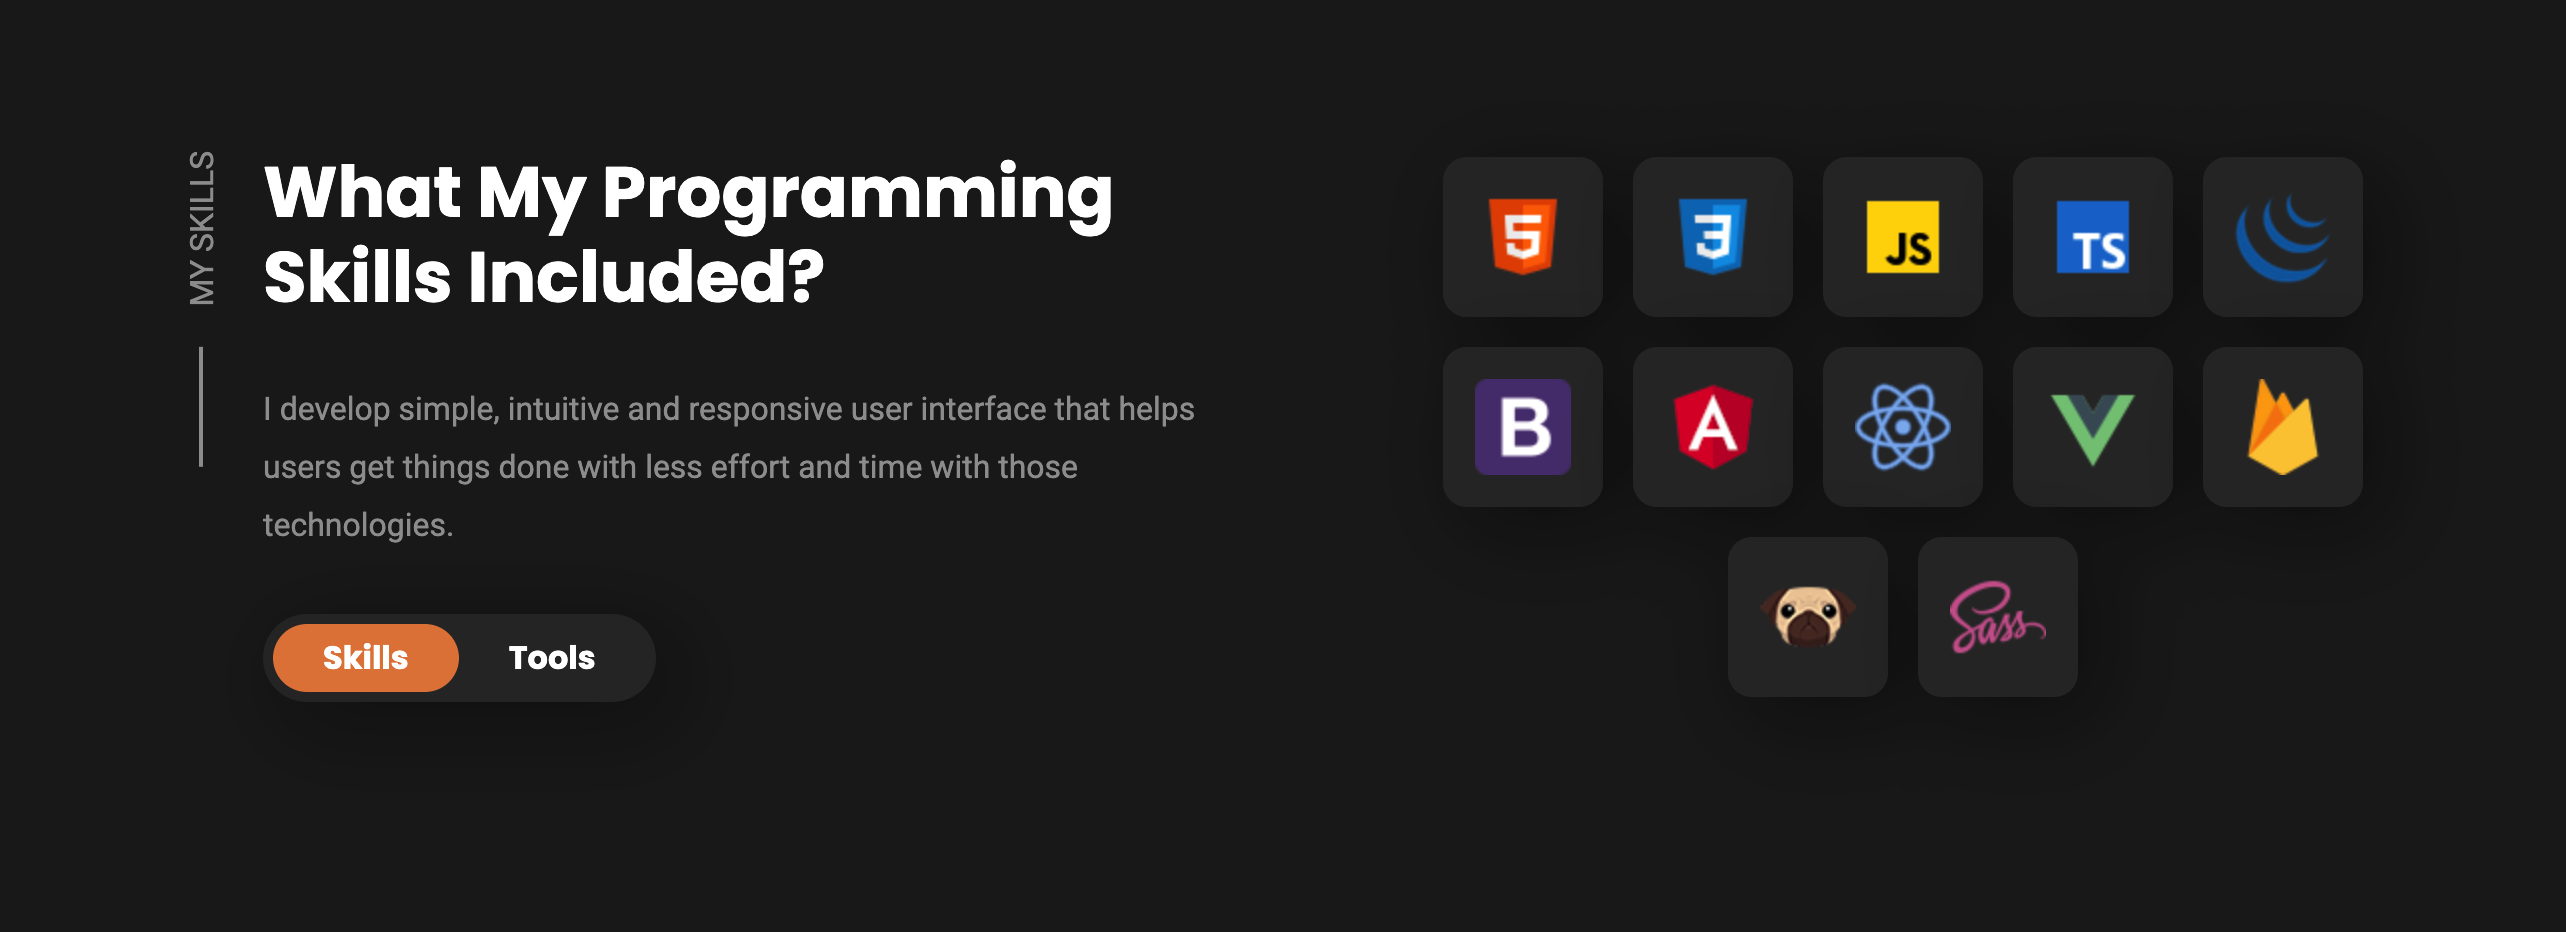 MY SKILLS
What My Programming
Skills Included?
I develop simple, intuitive and responsive user interface that helps
users get things done with less effort and time with those
technologies.
Skills
Tools
5
3
JS
TS
B
A
Sass